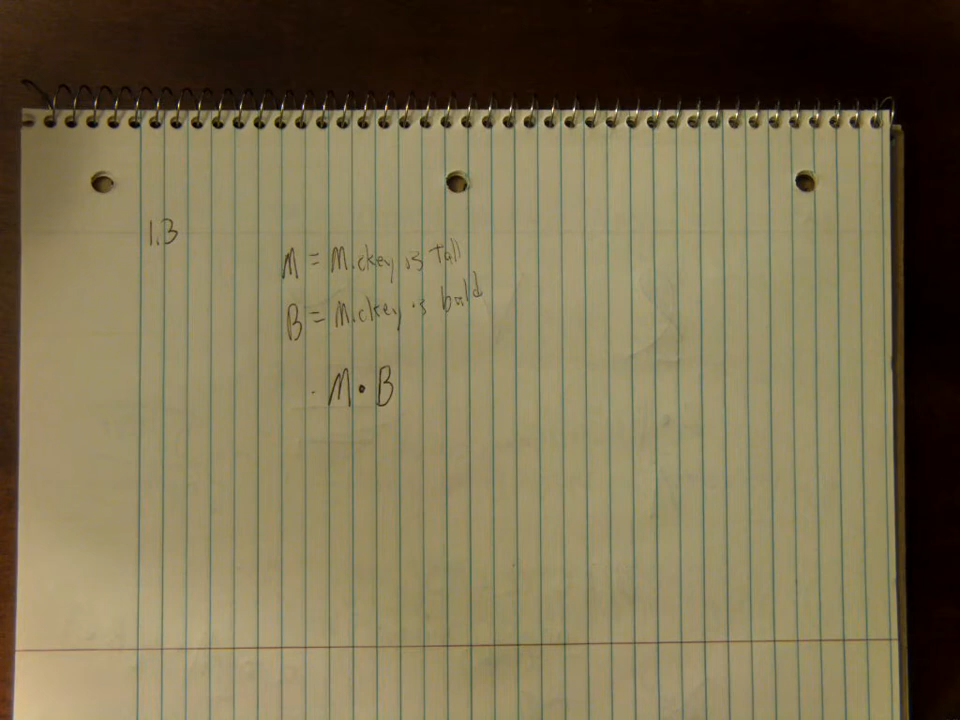 1.B
M = Mickey is Tall
B = Mickey is bald
M • B